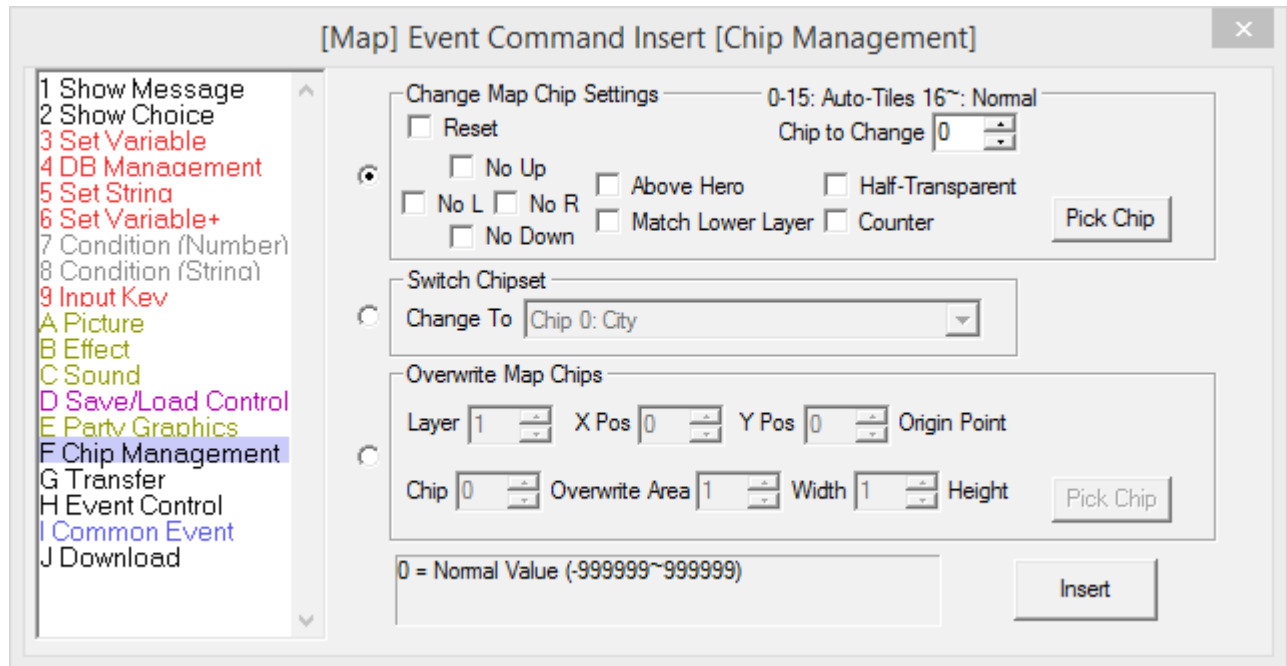 [Map] Event Command Insert [Chip Management]
1 Show Message
2 Show Choice
3 Set Variable
4 DB Management
5 Set String
6 Set Variable+
7 Condition (Number)
8 Condition (String)
9 Input Key
A Picture
B Effect
C Sound
D Save/Load Control
E Party Graphics
F Chip Management
G Transfer
H Event Control
I Common Event
J Download
Change Map Chip Settings 0-15: Auto-Tiles 16~: Normal
Reset Chip to Change 0
No Up
Above Hero Half-Transparent
No L No R
Match Lower Layer Counter Pick Chip
No Down
Switch Chipset
Change To Chip 0: City
Overwrite Map Chips
Layer 1 X Pos 0 Y Pos 0 Origin Point
Chip 0 Overwrite Area 1 Width 1 Height Pick Chip
0 = Normal Value (-999999~999999)
Insert